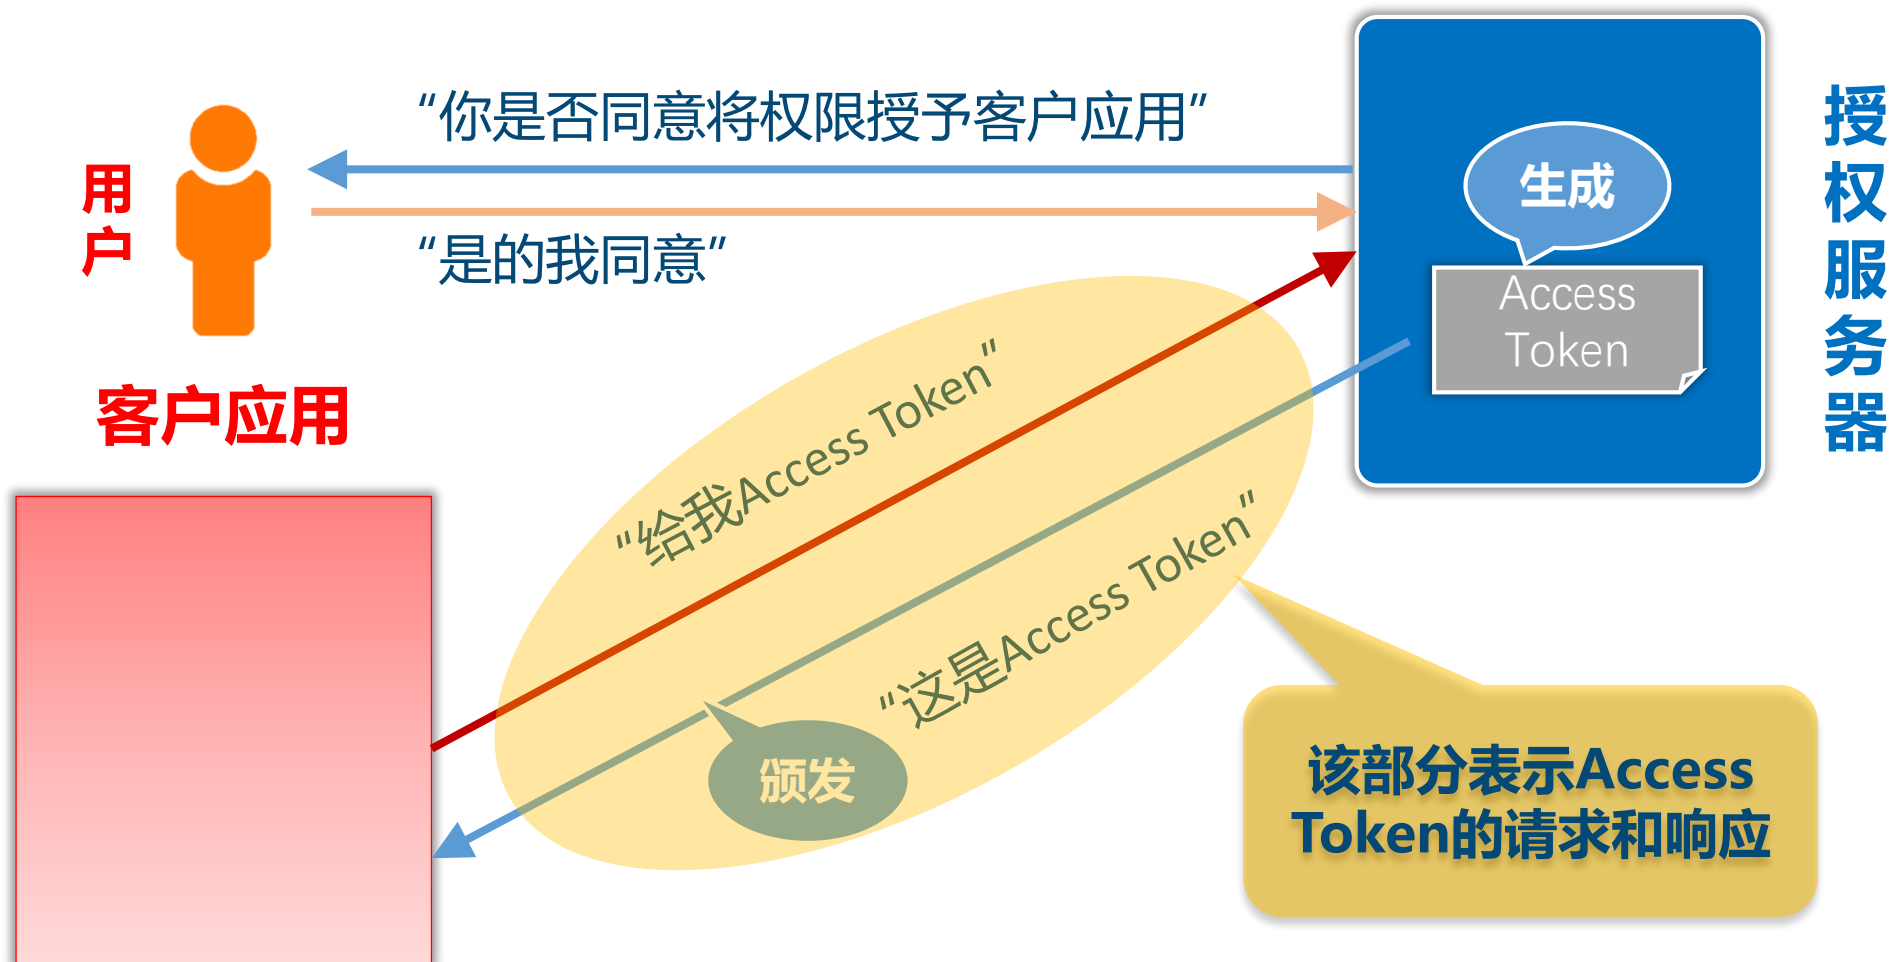 “你是否同意将权限授予客户应用”
用户
“是的我同意”
生成
Access
Token
授权服务器
客户应用
“给我Access Token”
“这是Access Token”
颁发
该部分表示Access
Token的请求和响应